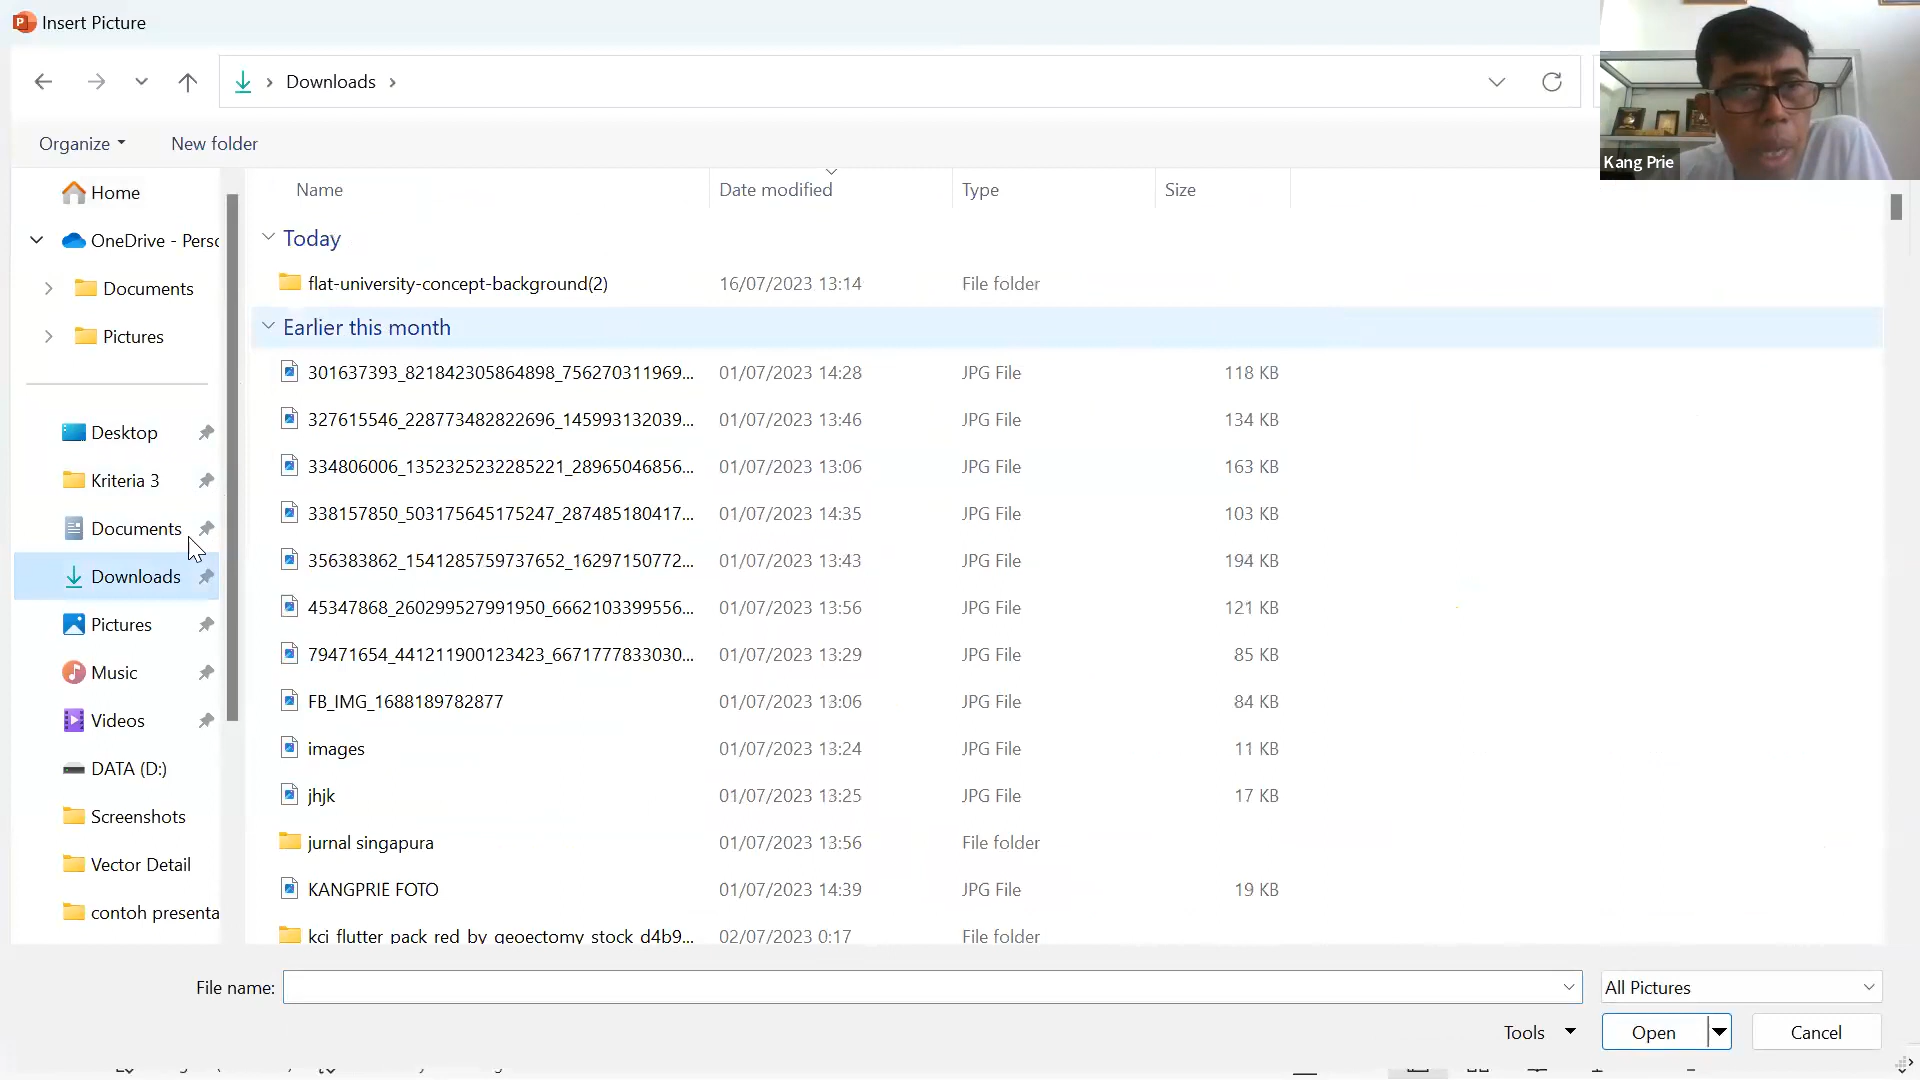 Insert Picture
Downloads
Organize
New folder
Kang Prie
Home
OneDrive - Perso
Documents
Pictures
Desktop
Kriteria 3
Documents
Downloads
Pictures
Music
Videos
DATA (D:)
Screenshots
Vector Detail
contoh presenta
Name Date modified Type Size
Today
flat-university-concept-background(2) 16/07/2023 13:14 File folder
Earlier this month
301637393_821842305864898_756270311969... 01/07/2023 14:28 JPG File 118 KB
327615546_228773482822696_145993132039... 01/07/2023 13:46 JPG File 134 KB
334806006_1352325232285221_28965046856... 01/07/2023 13:06 JPG File 163 KB
338157850_503175645175247_287485180417... 01/07/2023 14:35 JPG File 103 KB
356383862_1541285759737652_16297150772... 01/07/2023 13:43 JPG File 194 KB
45347868_260299527991950_6662103399556... 01/07/2023 13:56 JPG File 121 KB
79471654_441211900123423_6671777833030... 01/07/2023 13:29 JPG File 85 KB
FB_IMG_1688189782877 01/07/2023 13:06 JPG File 84 KB
images 01/07/2023 13:24 JPG File 11 KB
jhjk 01/07/2023 13:25 JPG File 17 KB
jurnal singapura 01/07/2023 13:56 File folder
KANGPRIE FOTO 01/07/2023 14:39 JPG File 19 KB
kci_flutter_pack_red_by_geoectomy_stock_d4b9... 02/07/2023 0:17 File folder
File name:
All Pictures
Tools
Open
Cancel